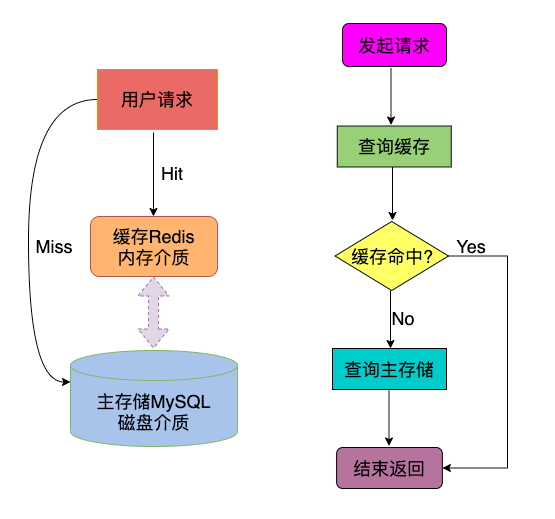 用户请求
Hit
Miss
缓存Redis
内存介质
主存储MySQL
磁盘介质
发起请求
查询缓存
缓存命中?
Yes
No
查询主存储
结束返回